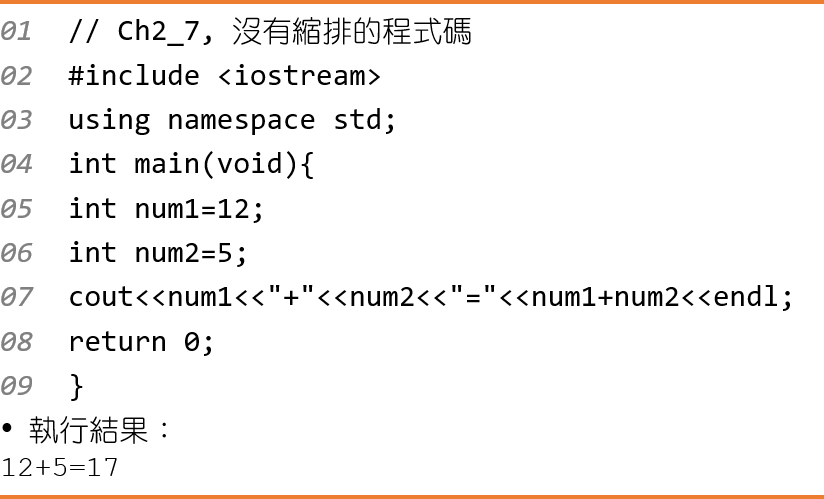 01 // Ch2_7, 沒有縮排的程式碼
02 #include <iostream>
03 using namespace std;
04 int main(void){
05 int num1=12;
06 int num2=5;
07 cout<<num1<<"+"<<num2<<"="<<num1+num2<<endl;
08 return 0;
09 }
• 執行結果：
12+5=17